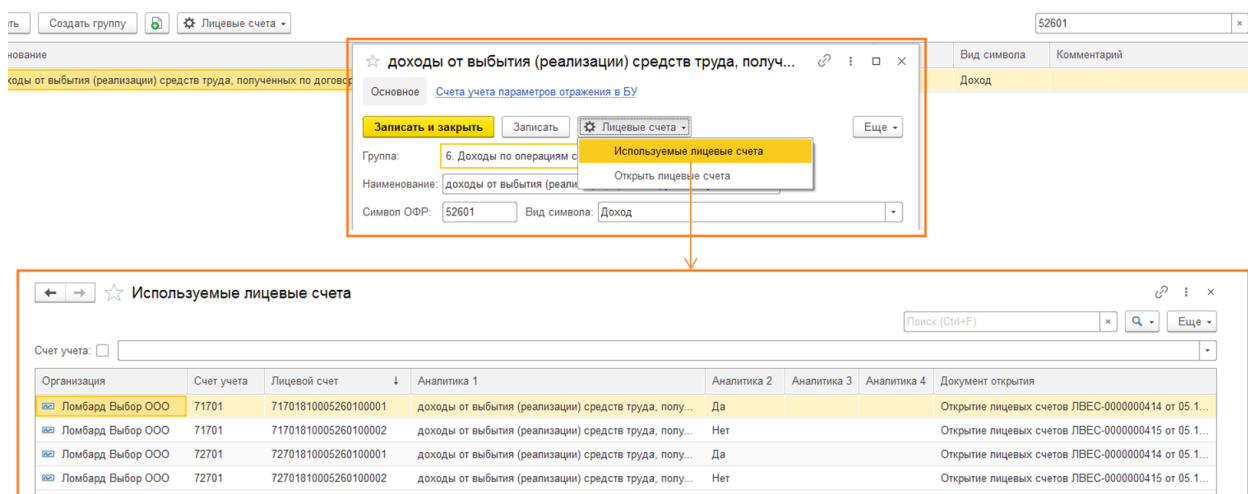 ть Создать группу Лицевые счета 52601 ×
нование Вид символа Комментарий
ходы от выбытия (реализации) средств труда, полученных по договор Доход
доходы от выбытия (реализации) средств труда, получ...
Основное Счета учета параметров отражения в БУ
Записать и закрыть Записать Лицевые счета Еще
Используемые лицевые счета
Открыть лицевые счета
Группа: 6. Доходы по операциям с
Наименование: доходы от выбытия (реали
Символ ОФР: 52601 Вид символа: Доход
Используемые лицевые счета
Поиск (Ctrl+F) × Еще
Счет учета:
Организация Счет учета Лицевой счет ↓ Аналитика 1 Аналитика 2 Аналитика 3 Аналитика 4 Документ открытия
Ломбард Выбор ООО 71701 71701810005260100001 доходы от выбытия (реализации) средств труда, полу... Да Открытие лицевых счетов ЛВЕС-0000000414 от 05.1...
Ломбард Выбор ООО 71701 71701810005260100002 доходы от выбытия (реализации) средств труда, полу... Нет Открытие лицевых счетов ЛВЕС-0000000415 от 05.1...
Ломбард Выбор ООО 72701 72701810005260100001 доходы от выбытия (реализации) средств труда, полу... Да Открытие лицевых счетов ЛВЕС-0000000414 от 05.1...
Ломбард Выбор ООО 72701 72701810005260100002 доходы от выбытия (реализации) средств труда, полу... Нет Открытие лицевых счетов ЛВЕС-0000000415 от 05.1...